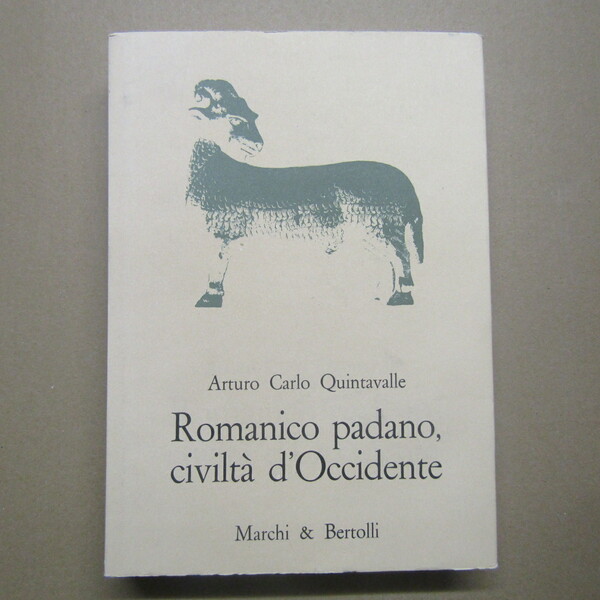 Arturo Carlo Quintavalle
Romanico padano,
civiltà d'Occidente
Marchi & Bertolli